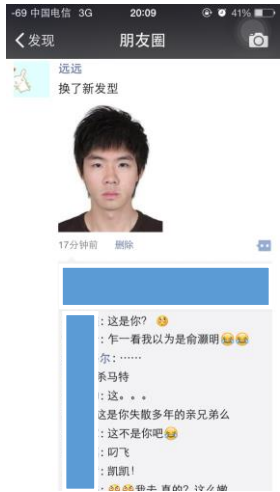 -69 中国电信 3G 20:09 41%
发现 朋友圈
远远
换了新发型
17分钟前 删除
: 这是你?
: 乍一看我以为是俞灏明
尔: ……
杀马特
: 这。。。
这是你失散多年的亲兄弟么
: 这不是你吧
: 叼飞
: 凯凯!
: 我去 真的? 这么嫩